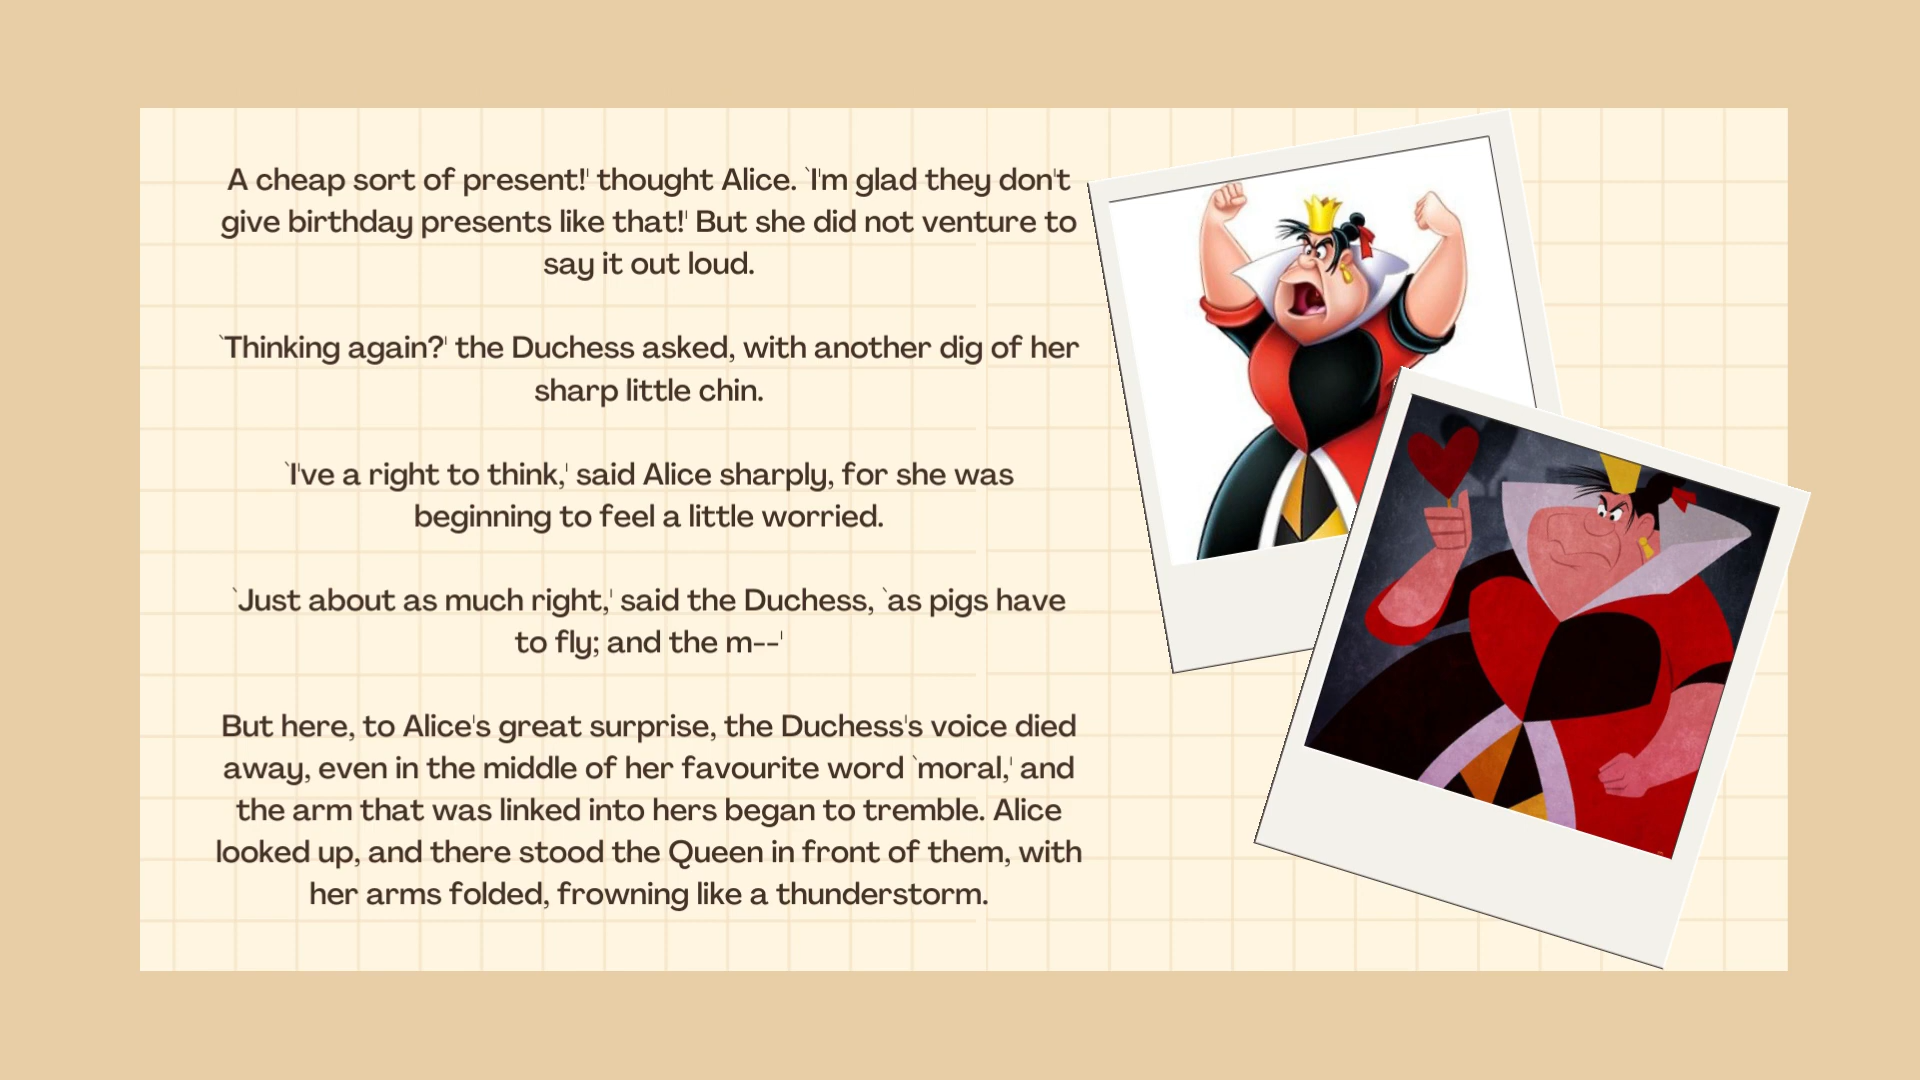 A cheap sort of present!' thought Alice. `I'm glad they don't
give birthday presents like that!' But she did not venture to
say it out loud.
`Thinking again?' the Duchess asked, with another dig of her
sharp little chin.
`I've a right to think,' said Alice sharply, for she was
beginning to feel a little worried.
`Just about as much right,' said the Duchess, `as pigs have
to fly; and the m--'
But here, to Alice's great surprise, the Duchess's voice died
away, even in the middle of her favourite word `moral,' and
the arm that was linked into hers began to tremble. Alice
looked up, and there stood the Queen in front of them, with
her arms folded, frowning like a thunderstorm.